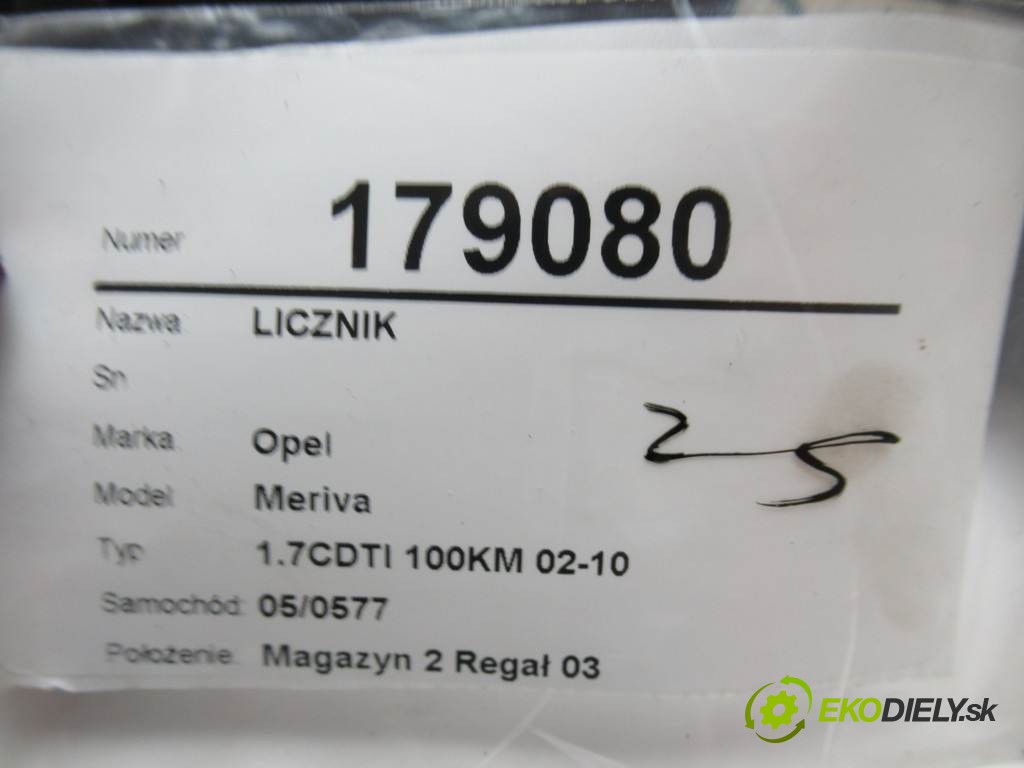 Numer 179080
Nazwa LICZNIK
Sn
Marka Opel
2-5
Model Meriva
Typ 1.7CDTI 100KM 02-10
Samochód: 05/0577
Położenie Magazyn 2 Regał 03
EKODIELY.sk